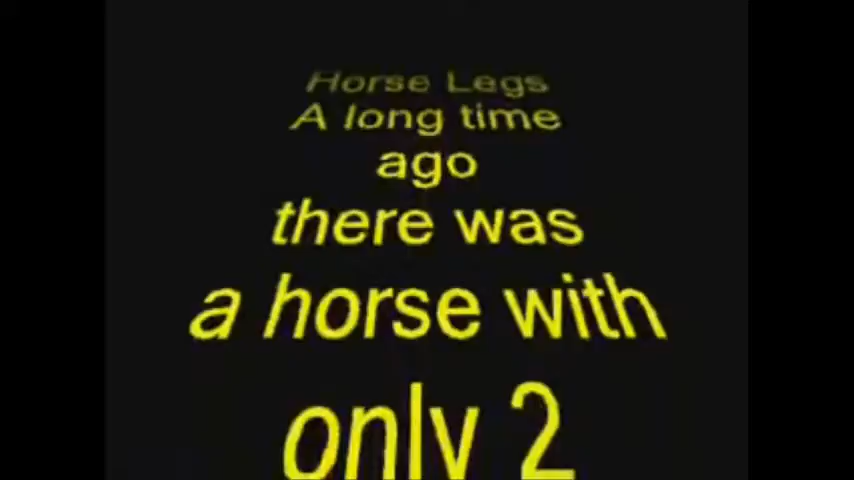 Horse Legs
A long time
ago
there was
a horse with
only 2